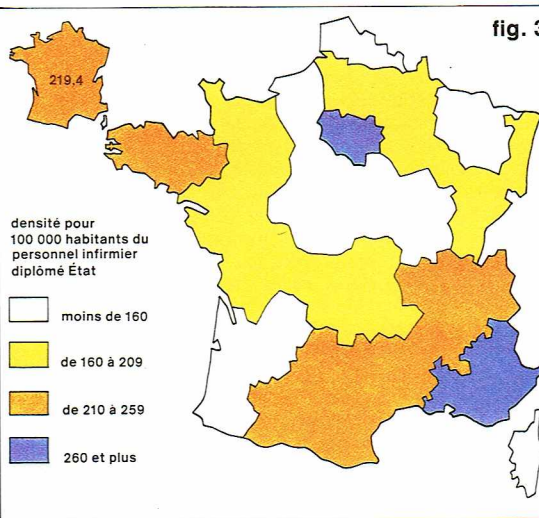 fig. 3
219,4
densité pour
100 000 habitants du
personnel infirmier
diplômé État
moins de 160
de 160 à 209
de 210 à 259
260 et plus